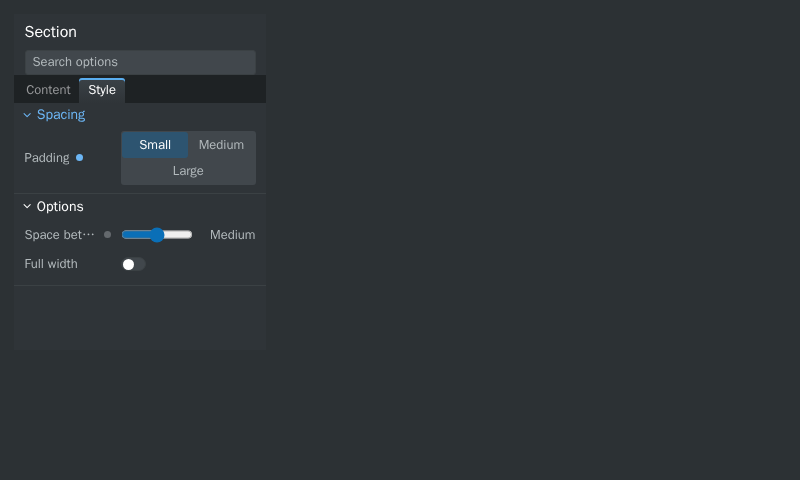 Section
Search options
Content Style
Spacing
Padding Small Medium
Large
Options
Space bet··· Medium
Full width